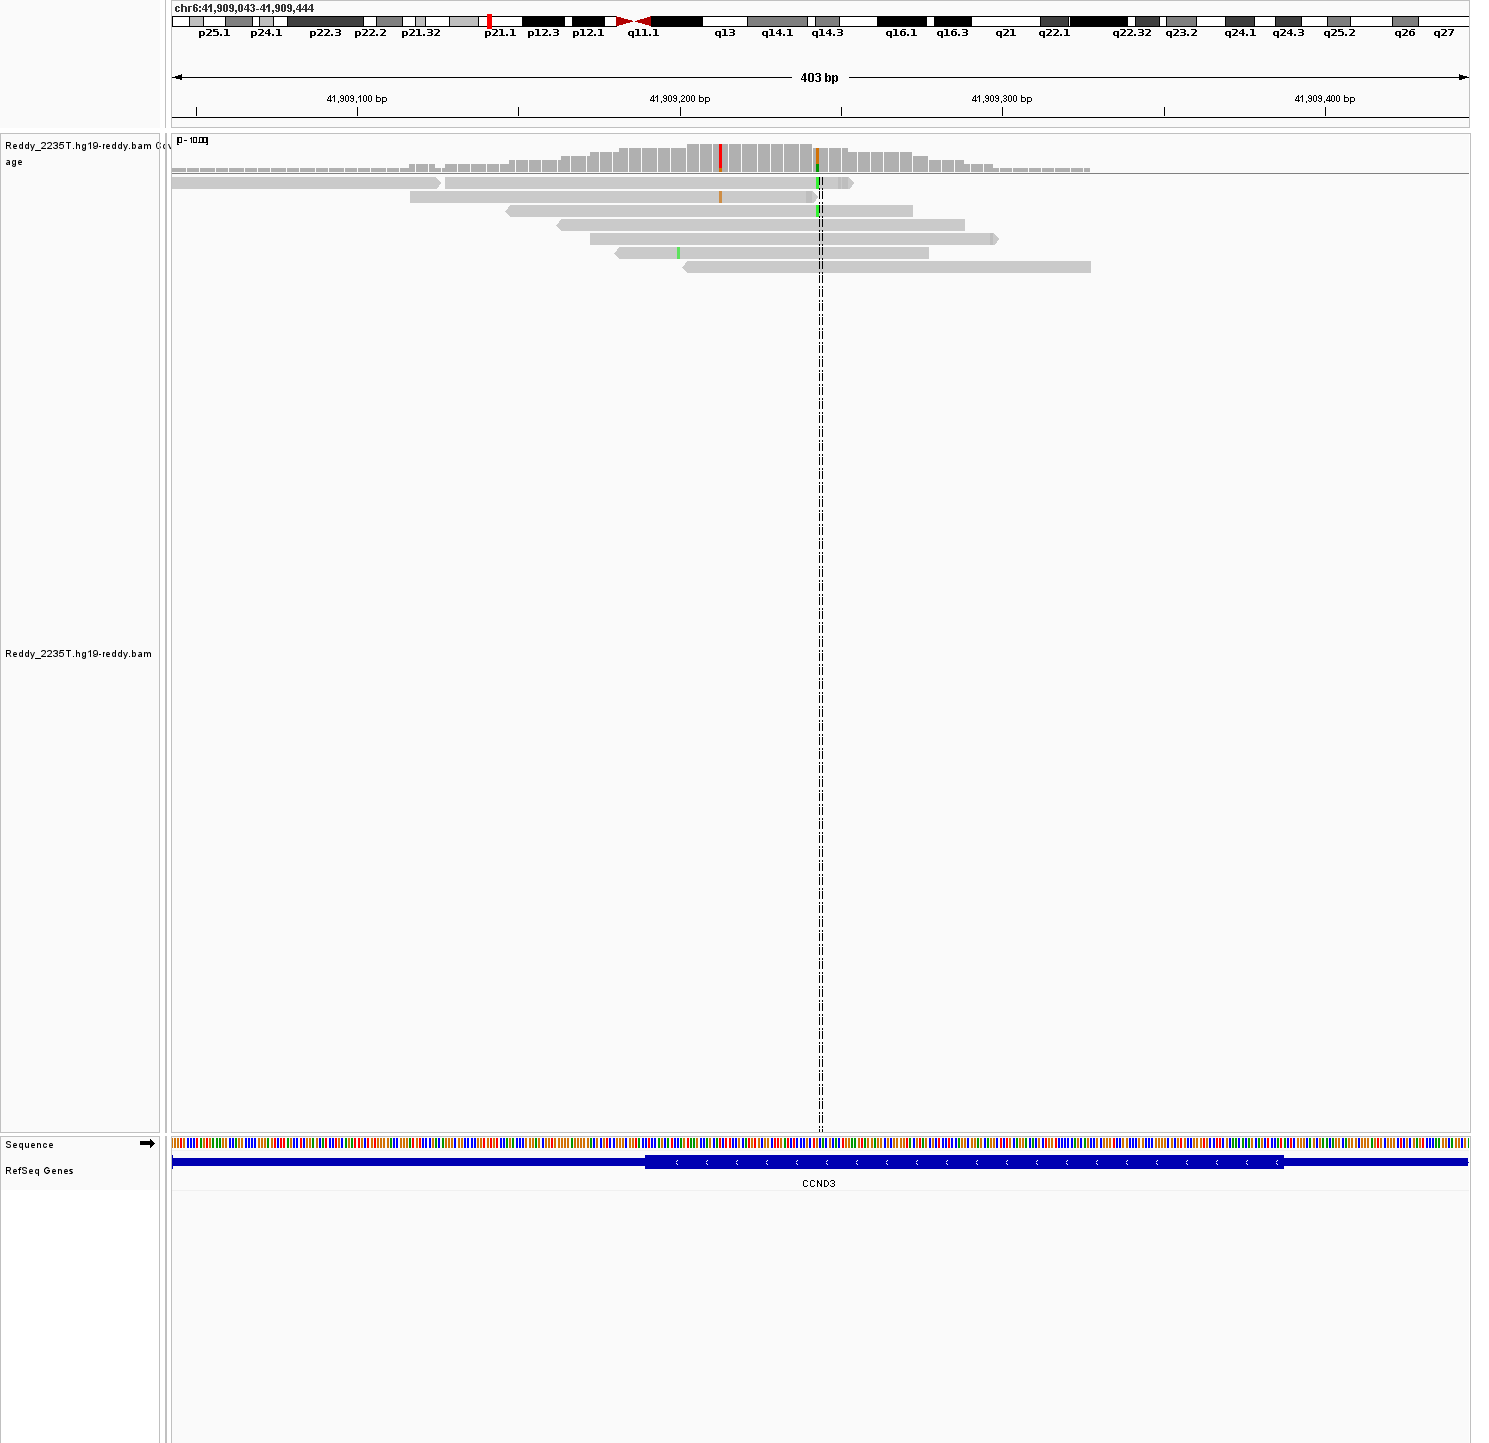 chr6:41,909,043-41,909,444
p25.1 p24.1 p22.3 p22.2 p21.32 p21.1 p12.3 p12.1 q11.1 q13 q14.1 q14.3 q16.1 q16.3 q21 q22.1 q22.32 q23.2 q24.1 q24.3 q25.2 q26 q27
403 bp
41,909,100 bp 41,909,200 bp 41,909,300 bp 41,909,400 bp
Reddy_2235T.hg19-reddy.bam Cov
age
[0 - 10.00]
Reddy_2235T.hg19-reddy.bam
Sequence
RefSeq Genes
CCND3